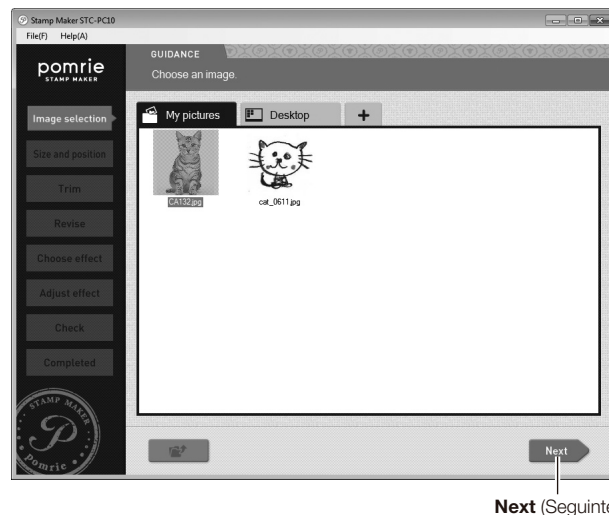 Stamp Maker STC-PC10
File(F) Help(A)
pomrie
STAMP MAKER
GUIDANCE
Choose an image.
Image selection
Size and position
Trim
Revise
Choose effect
Adjust effect
Check
Completed
My pictures
Desktop
+
CA132.jpg
cat_0611.jpg
STAMP MAKER
P
Pomrie
Next
Next (Seguinte